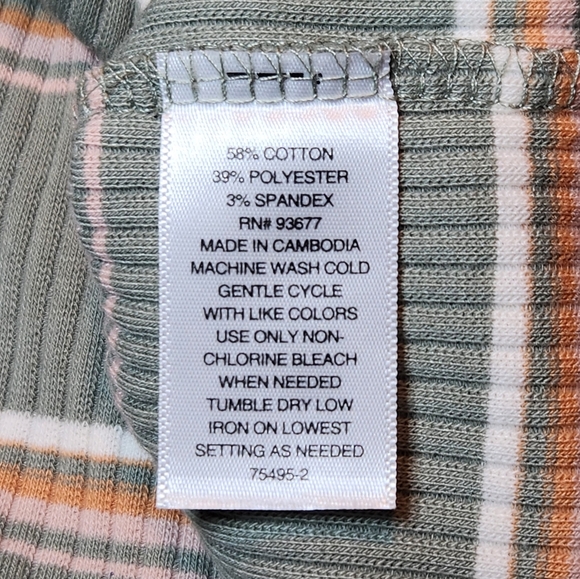 58% COTTON
39% POLYESTER
3% SPANDEX
RN# 93677
MADE IN CAMBODIA
MACHINE WASH COLD
GENTLE CYCLE
WITH LIKE COLORS
USE ONLY NON-
CHLORINE BLEACH
WHEN NEEDED
TUMBLE DRY LOW
IRON ON LOWEST
SETTING AS NEEDED
75495-2